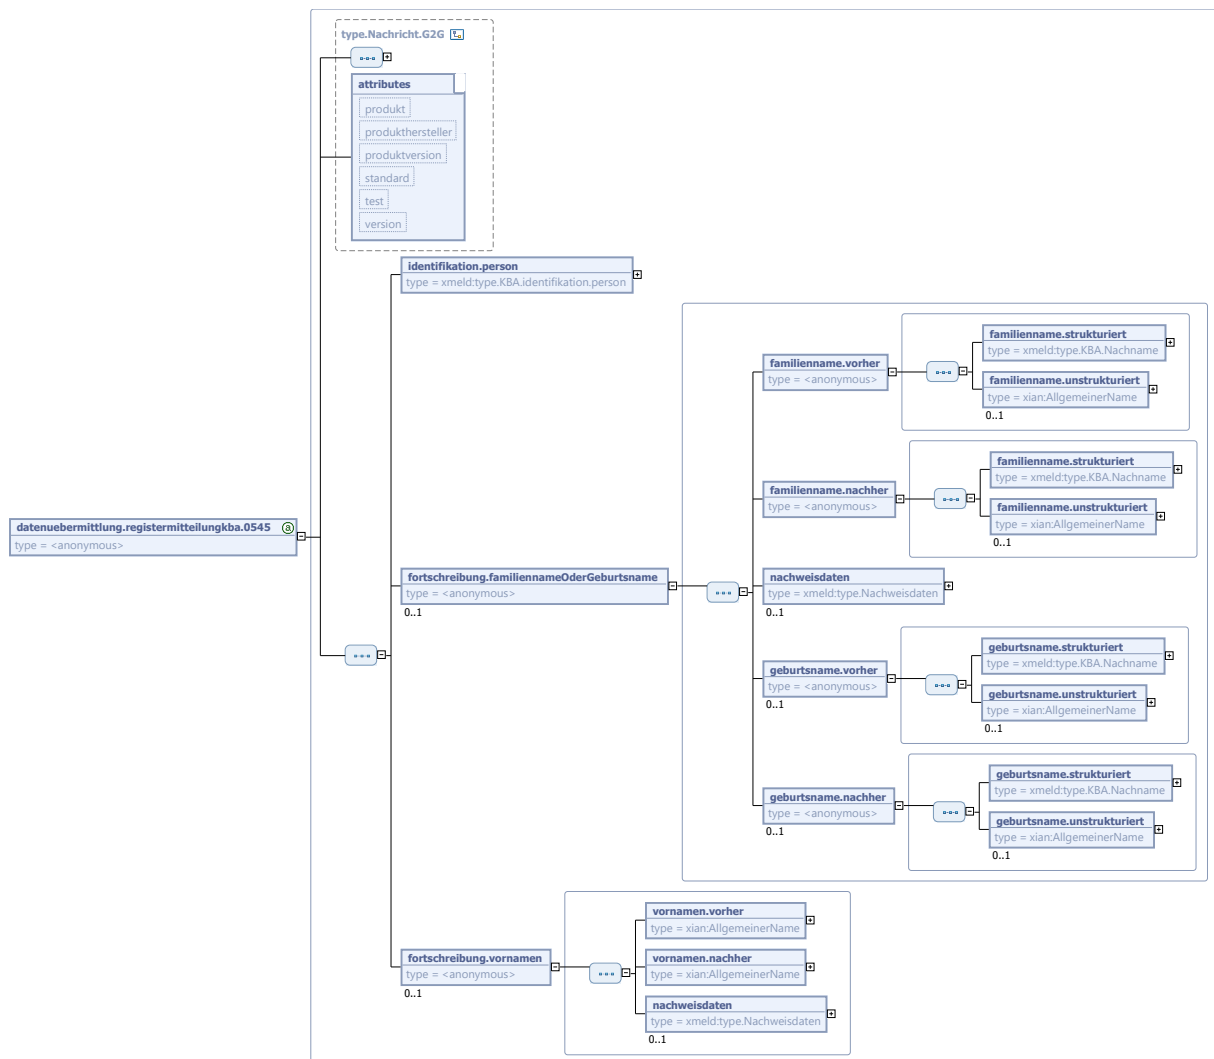 type.Nachricht.G2G
attributes
produkt
produkthersteller
produktversion
standard
test
version
identifikation.person
type = xmeld:type.KBA.identifikation.person
familienname.strukturiert
type = xmeld:type.KBA.Nachname
familienname.vorher
type = <anonymous>
familienname.unstrukturiert
type = xian:AllgemeinerName
0..1
familienname.strukturiert
type = xmeld:type.KBA.Nachname
familienname.nachher
type = <anonymous>
familienname.unstrukturiert
type = xian:AllgemeinerName
0..1
datenuebermittlung.registermitteilungkba.0545 a
type = <anonymous>
fortschreibung.familiennameOderGeburtsname
type = <anonymous>
0..1
nachweisdaten
type = xmeld:type.Nachweisdaten
0..1
geburtsname.strukturiert
type = xmeld:type.KBA.Nachname
geburtsname.vorher
type = <anonymous>
0..1
geburtsname.unstrukturiert
type = xian:AllgemeinerName
0..1
geburtsname.strukturiert
type = xmeld:type.KBA.Nachname
geburtsname.nachher
type = <anonymous>
0..1
geburtsname.unstrukturiert
type = xian:AllgemeinerName
0..1
vornamen.vorher
type = xian:AllgemeinerName
fortschreibung.vornamen
type = <anonymous>
0..1
vornamen.nachher
type = xian:AllgemeinerName
nachweisdaten
type = xmeld:type.Nachweisdaten
0..1